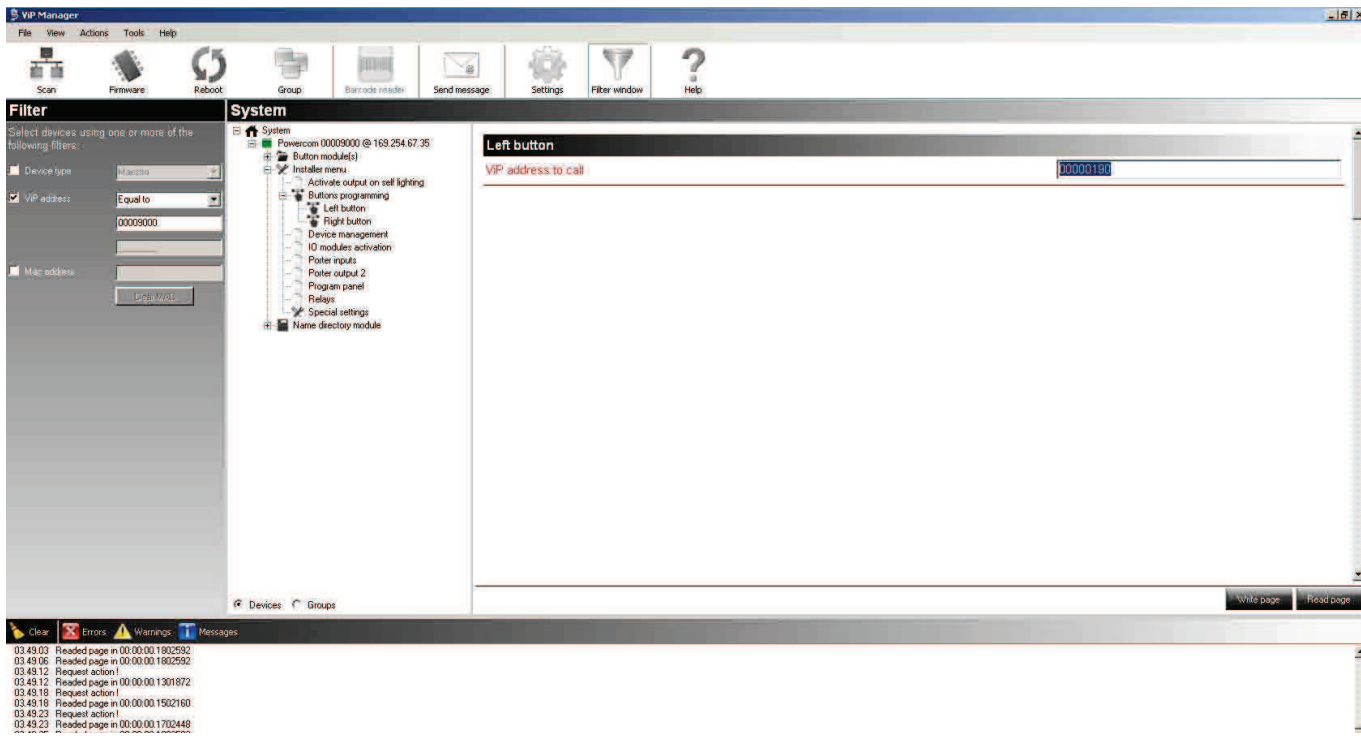 ViP Manager
File View Actions Tools Help
Scan Firmware Reboot Group Barcode reader Send message Settings Filter window Help
Filter
Select devices using one or more of the
following filters:
Device type Maestro
ViP address Equal to
00009000
Mac address
Clear MAC
System
System
Powercom 00009000 @ 169.254.67.35
Button module(s)
Installer menu
Activate output on self lighting
Buttons programming
Left button
Right button
Device management
IO modules activation
Porter inputs
Porter output 2
Program panel
Relays
Special settings
Name directory module
Devices Groups
Left button
ViP address to call 00000190
Write page Read page
Clear Errors Warnings Messages
03.49.03 Readed page in 00:00:00.1802592
03.49.06 Readed page in 00:00:00.1802592
03.49.12 Request action !
03.49.12 Readed page in 00:00:00.1301872
03.49.18 Request action !
03.49.18 Readed page in 00:00:00.1502160
03.49.23 Request action !
03.49.23 Readed page in 00:00:00.1702448